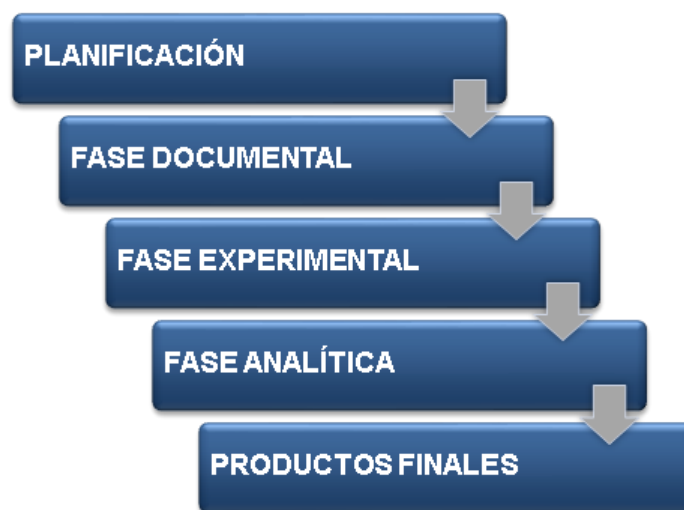 PLANIFICACIÓN
FASE DOCUMENTAL
FASE EXPERIMENTAL
FASE ANALÍTICA
PRODUCTOS FINALES